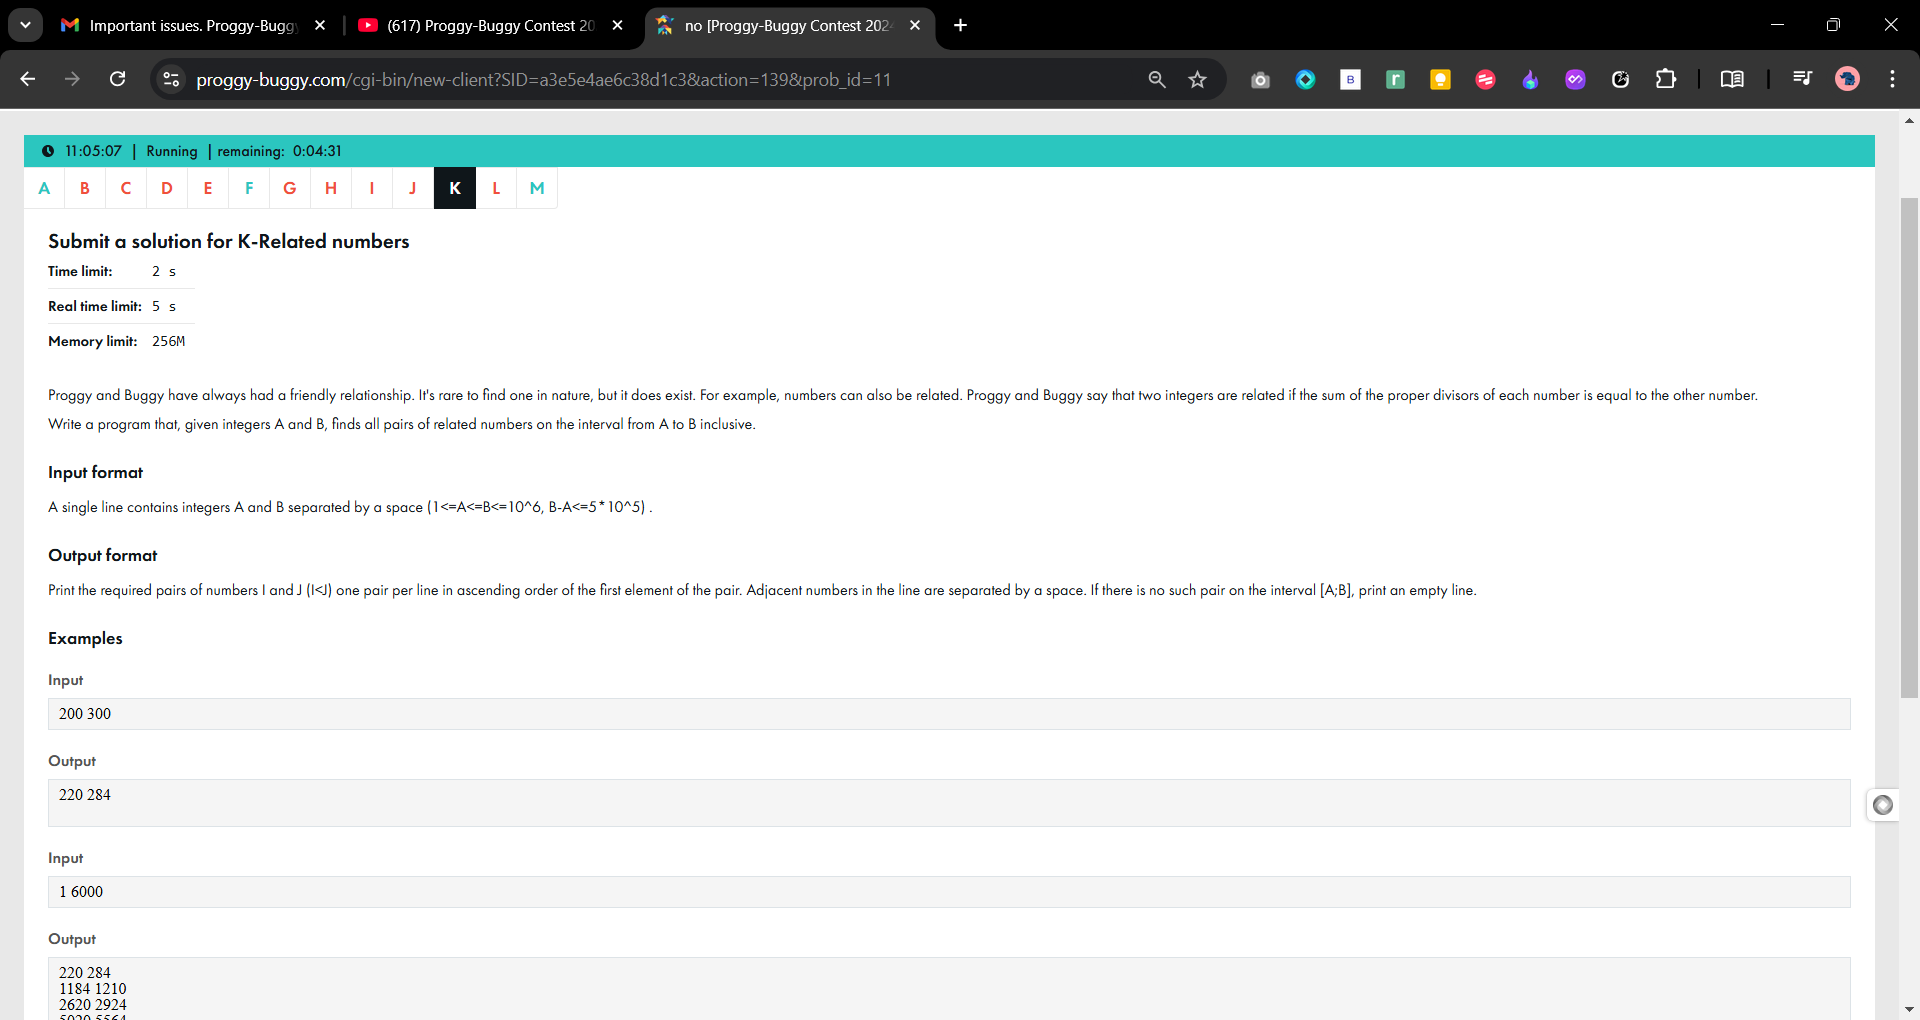 Important issues. Proggy-Bugg
(617) Proggy-Buggy Contest 20
no [Proggy-Buggy Contest 202
proggy-buggy.com/cgi-bin/new-client?SID=a3e5e4ae6c38d1c3&action=139&prob_id=11
11:05:07 | Running | remaining: 0:04:31
A B C D E F G H I J K L M
Submit a solution for K-Related numbers
Time limit: 2 s
Real time limit: 5 s
Memory limit: 256M
Proggy and Buggy have always had a friendly relationship. It's rare to find one in nature, but it does exist. For example, numbers can also be related. Proggy and Buggy say that two integers are related if the sum of the proper divisors of each number is equal to the other number.
Write a program that, given integers A and B, finds all pairs of related numbers on the interval from A to B inclusive.
Input format
A single line contains integers A and B separated by a space (1<=A<=B<=10^6, B-A<=5*10^5) .
Output format
Print the required pairs of numbers I and J (I<J) one pair per line in ascending order of the first element of the pair. Adjacent numbers in the line are separated by a space. If there is no such pair on the interval [A;B], print an empty line.
Examples
Input
200 300
Output
220 284
Input
1 6000
Output
220 284
1184 1210
2620 2924
5020 5564